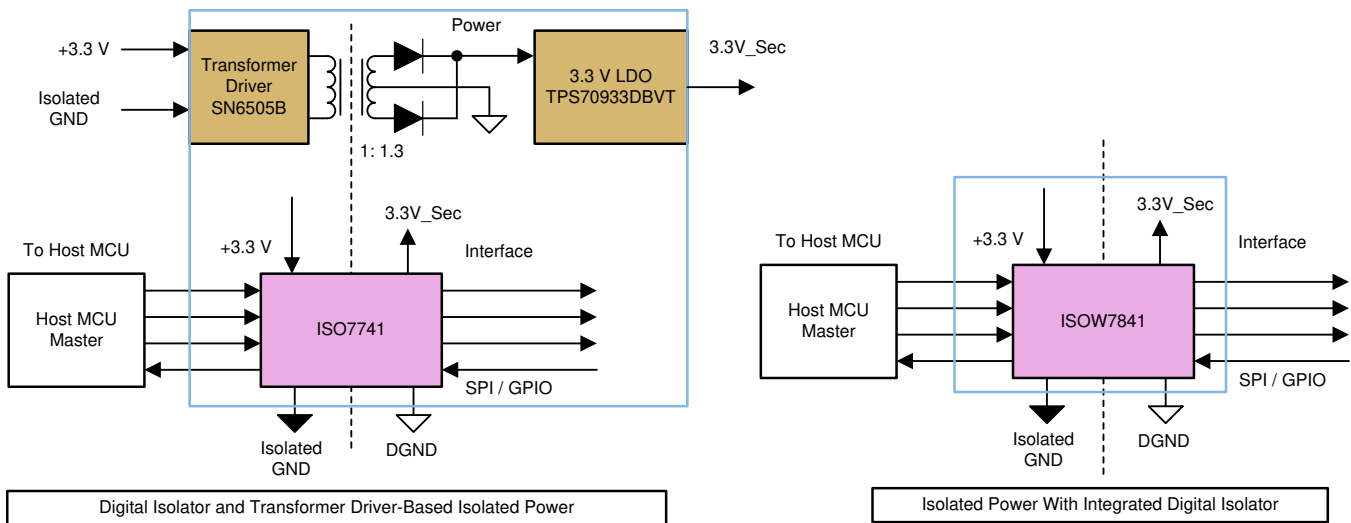 Power
+3.3 V
Transformer
Driver
SN6505B
3.3 V LDO
TPS70933DBVT
3.3V_Sec
Isolated
GND
1: 1.3
To Host MCU
+3.3 V
3.3V_Sec
Interface
Host MCU
Master
ISO7741
SPI / GPIO
Isolated
GND
DGND
Digital Isolator and Transformer Driver-Based Isolated Power
To Host MCU
+3.3 V
3.3V_Sec
Interface
Host MCU
Master
ISOW7841
SPI / GPIO
Isolated
GND
DGND
Isolated Power With Integrated Digital Isolator